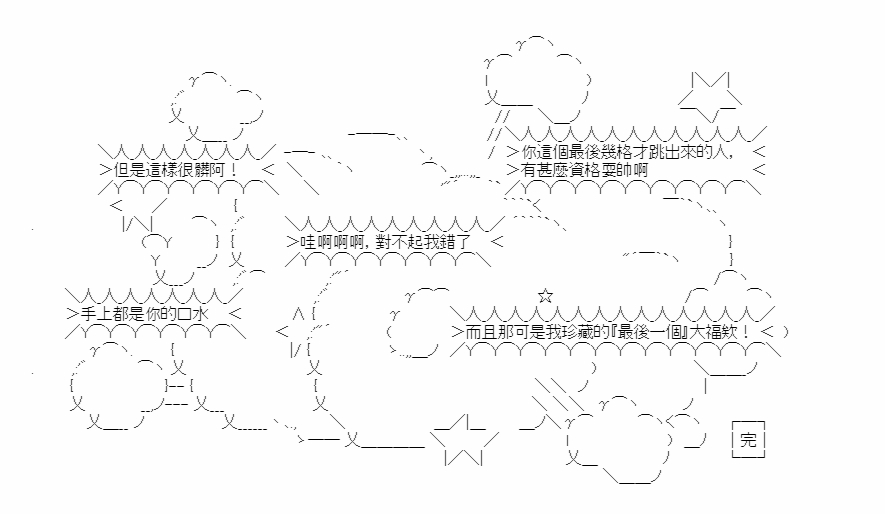 你這個最後幾格才跳出來的人，
有甚麼資格耍帥啊
但是這樣很髒阿！
哇啊啊啊，對不起我錯了
手上都是你的口水
而且那可是我珍藏的『最後一個』大福欸！
完